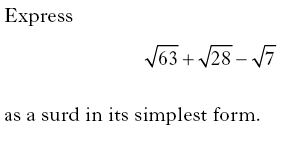 Express
√63 + √28 − √7
as a surd in its simplest form.